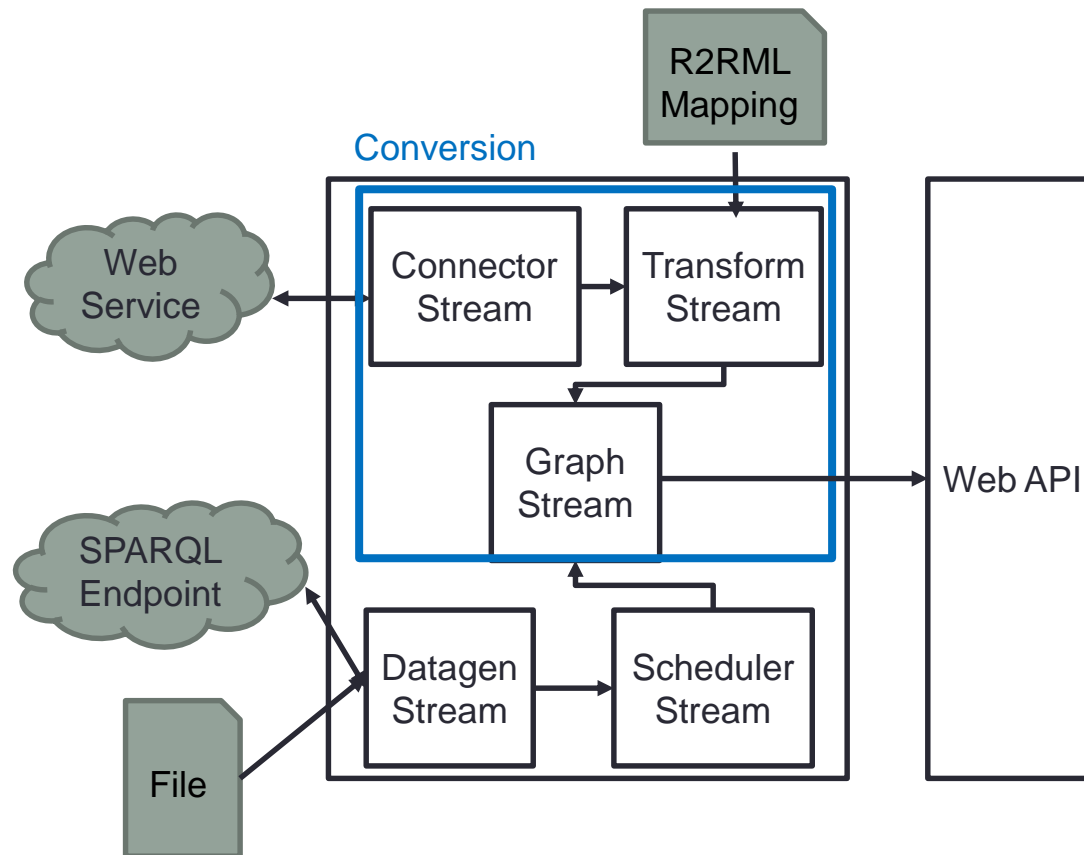 R2RML
Mapping
Conversion
Web
Service
Connector
Stream
Transform
Stream
Graph
Stream
Web API
SPARQL
Endpoint
Datagen
Stream
Scheduler
Stream
File